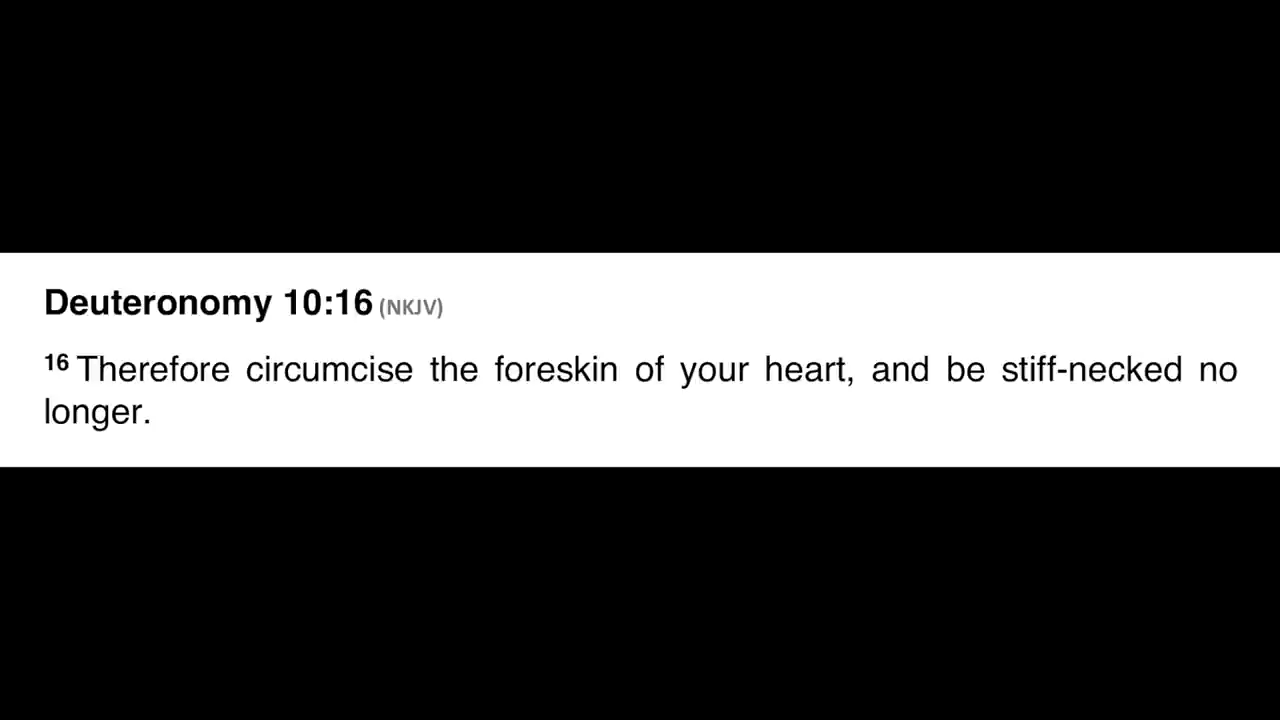 Deuteronomy 10:16 (NKJV)
16 Therefore circumcise the foreskin of your heart, and be stiff-necked no
longer.